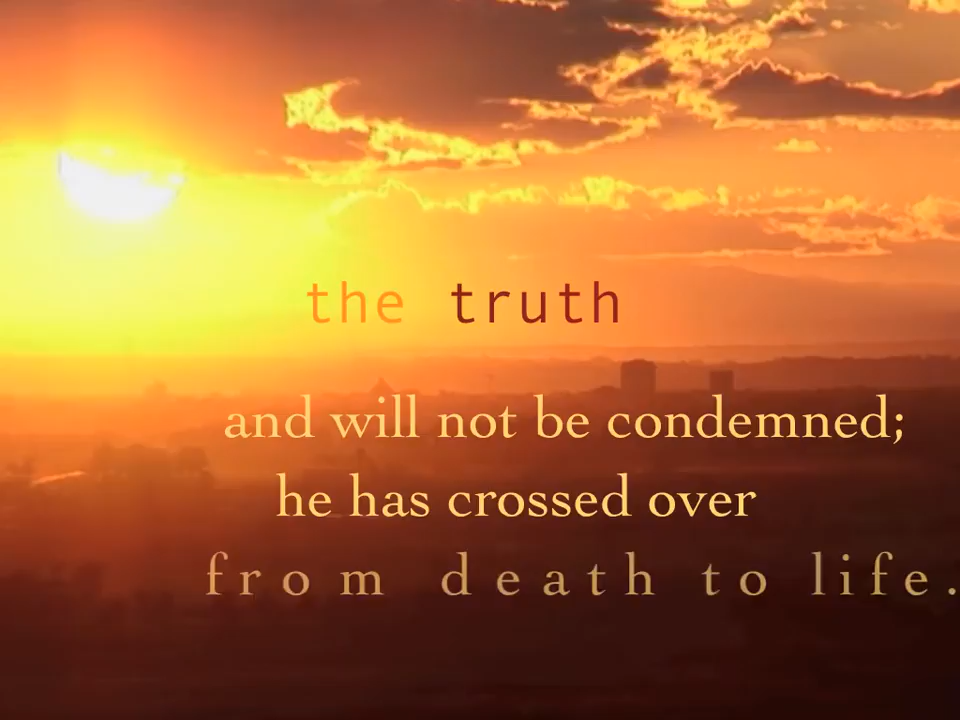 the truth
and will not be condemned;
he has crossed over
from death to life.